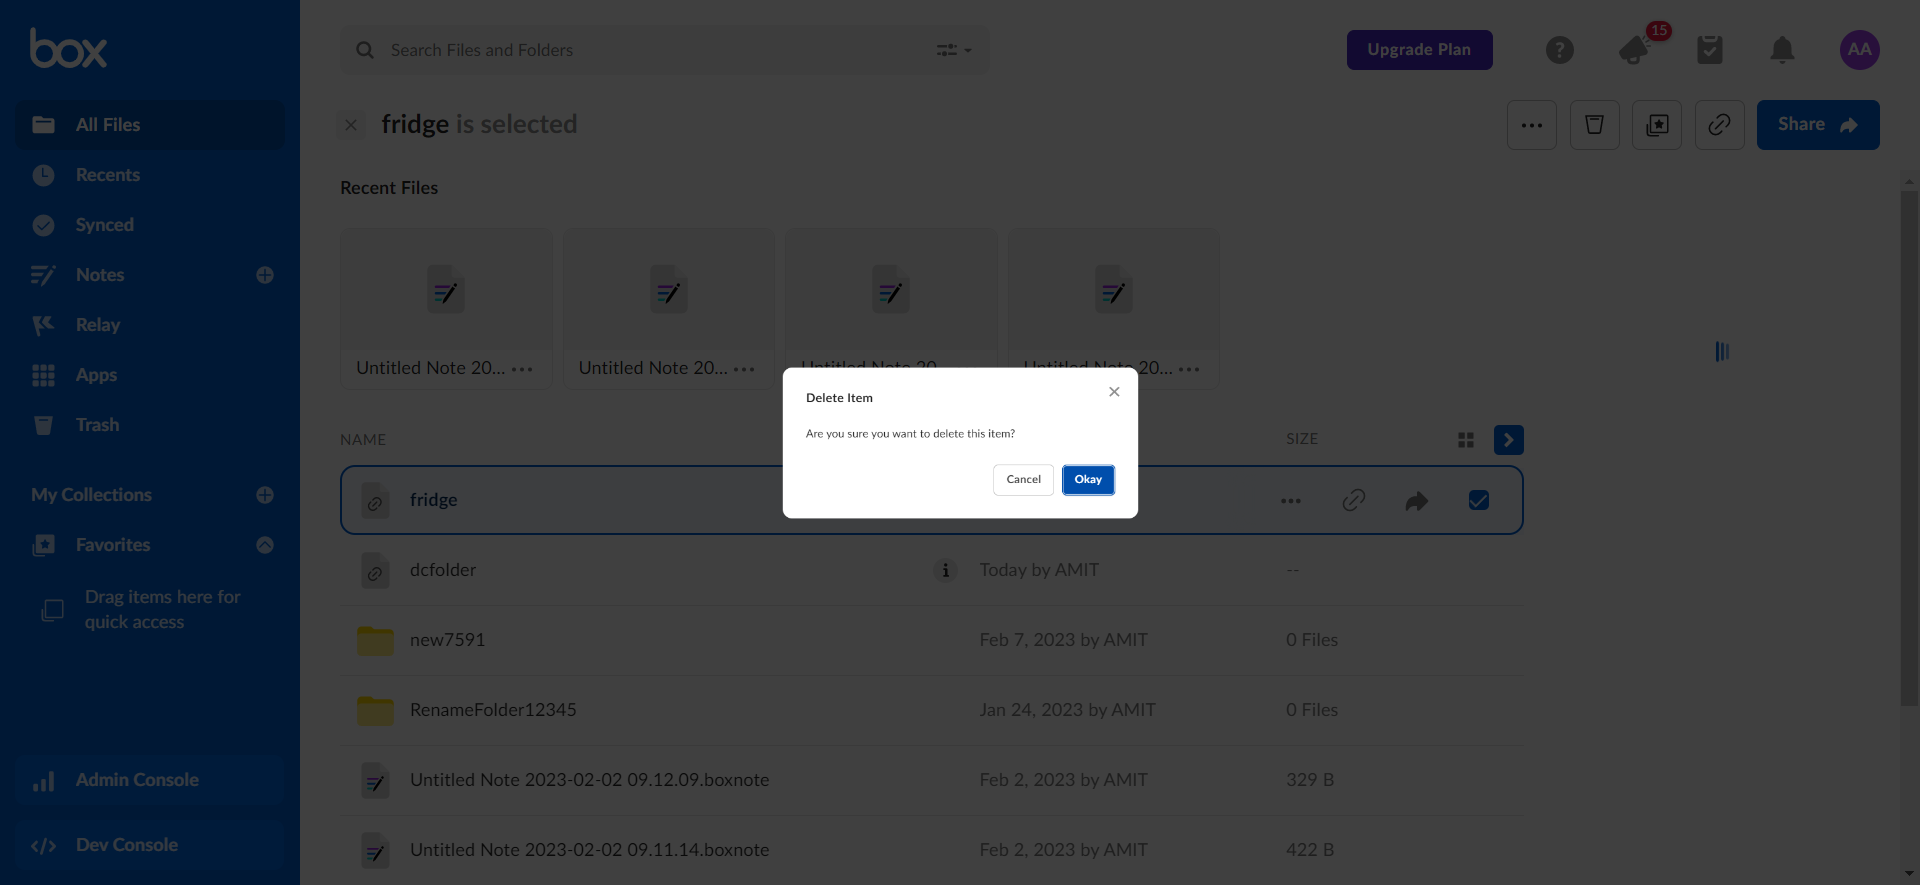 box
Search Files and Folders
Upgrade Plan
15
AA
All Files
Recents
Synced
Notes
Relay
Apps
Trash
My Collections
Favorites
Drag items here for
quick access
Admin Console
Dev Console
fridge is selected
Share
Recent Files
Untitled Note 20...
Untitled Note 20...
Untitled Note 20...
Untitled Note 20...
Delete Item
Are you sure you want to delete this item?
Cancel
Okay
NAME
SIZE
fridge
dcfolder
Today by AMIT
--
new7591
Feb 7, 2023 by AMIT
0 Files
RenameFolder12345
Jan 24, 2023 by AMIT
0 Files
Untitled Note 2023-02-02 09.12.09.boxnote
Feb 2, 2023 by AMIT
329 B
Untitled Note 2023-02-02 09.11.14.boxnote
Feb 2, 2023 by AMIT
422 B